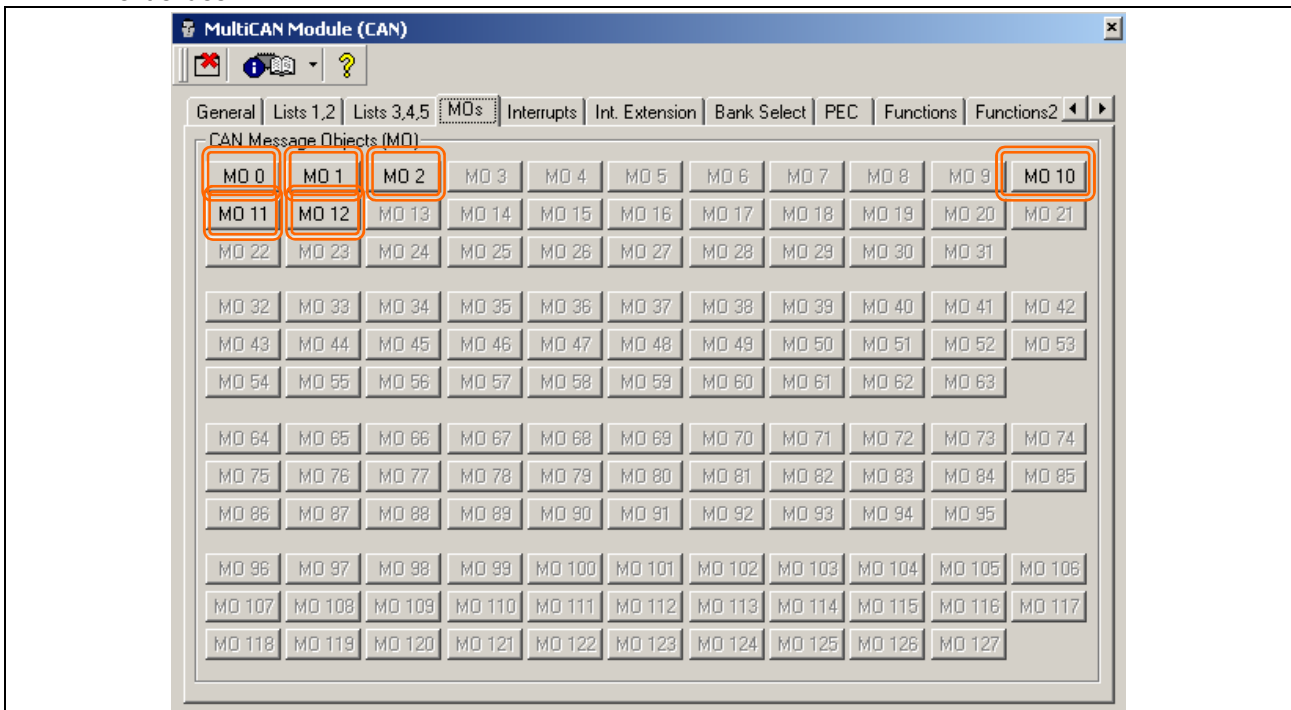 MultiCAN Module (CAN)
General Lists 1,2 Lists 3,4,5 MOs Interrupts Int. Extension Bank Select PEC Functions Functions2
CAN Message Objects (MO)
MO 0 MO 1 MO 2 MO 3 MO 4 MO 5 MO 6 MO 7 MO 8 MO 9 MO 10
MO 11 MO 12 MO 13 MO 14 MO 15 MO 16 MO 17 MO 18 MO 19 MO 20 MO 21
MO 22 MO 23 MO 24 MO 25 MO 26 MO 27 MO 28 MO 29 MO 30 MO 31
MO 32 MO 33 MO 34 MO 35 MO 36 MO 37 MO 38 MO 39 MO 40 MO 41 MO 42
MO 43 MO 44 MO 45 MO 46 MO 47 MO 48 MO 49 MO 50 MO 51 MO 52 MO 53
MO 54 MO 55 MO 56 MO 57 MO 58 MO 59 MO 60 MO 61 MO 62 MO 63
MO 64 MO 65 MO 66 MO 67 MO 68 MO 69 MO 70 MO 71 MO 72 MO 73 MO 74
MO 75 MO 76 MO 77 MO 78 MO 79 MO 80 MO 81 MO 82 MO 83 MO 84 MO 85
MO 86 MO 87 MO 88 MO 89 MO 90 MO 91 MO 92 MO 93 MO 94 MO 95
MO 96 MO 97 MO 98 MO 99 MO 100 MO 101 MO 102 MO 103 MO 104 MO 105 MO 106
MO 107 MO 108 MO 109 MO 110 MO 111 MO 112 MO 113 MO 114 MO 115 MO 116 MO 117
MO 118 MO 119 MO 120 MO 121 MO 122 MO 123 MO 124 MO 125 MO 126 MO 127